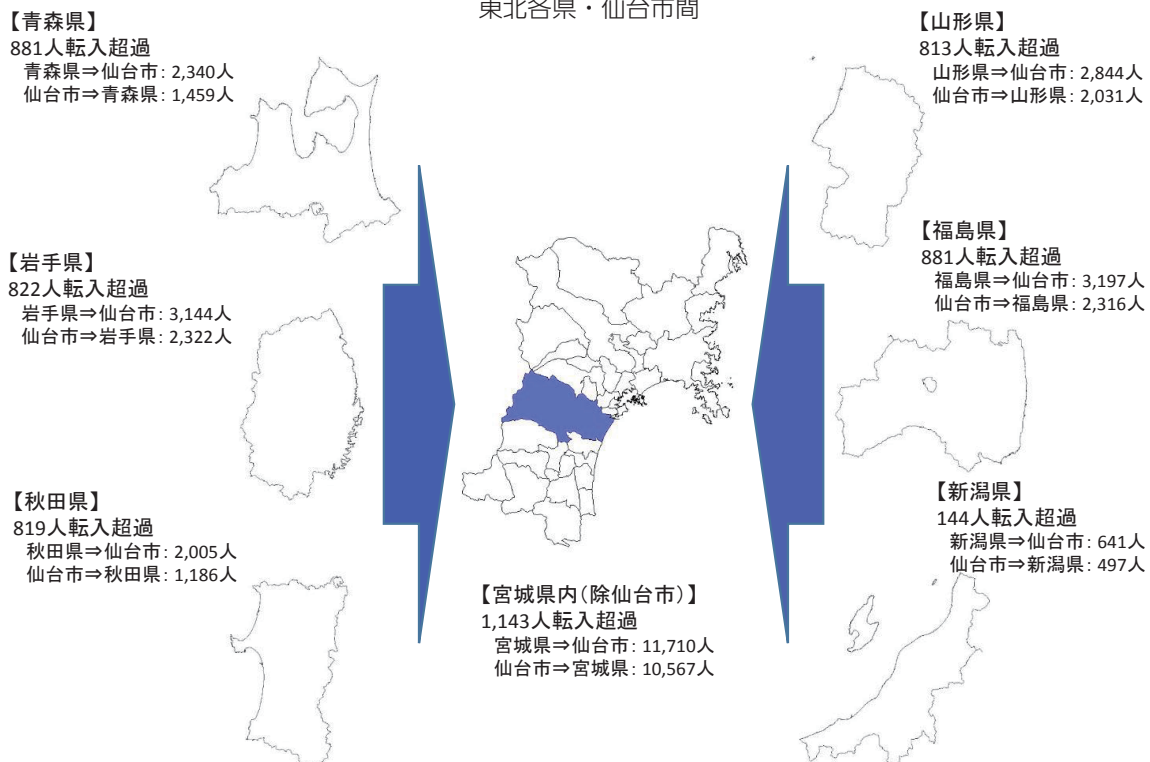 東北各県・仙台市間
【青森県】
881人転入超過
青森県⇒仙台市：2,340人
仙台市⇒青森県：1,459人
【岩手県】
822人転入超過
岩手県⇒仙台市：3,144人
仙台市⇒岩手県：2,322人
【秋田県】
819人転入超過
秋田県⇒仙台市：2,005人
仙台市⇒秋田県：1,186人
【宮城県内（除仙台市）】
1,143人転入超過
宮城県⇒仙台市：11,710人
仙台市⇒宮城県：10,567人
【山形県】
813人転入超過
山形県⇒仙台市：2,844人
仙台市⇒山形県：2,031人
【福島県】
881人転入超過
福島県⇒仙台市：3,197人
仙台市⇒福島県：2,316人
【新潟県】
144人転入超過
新潟県⇒仙台市：641人
仙台市⇒新潟県：497人